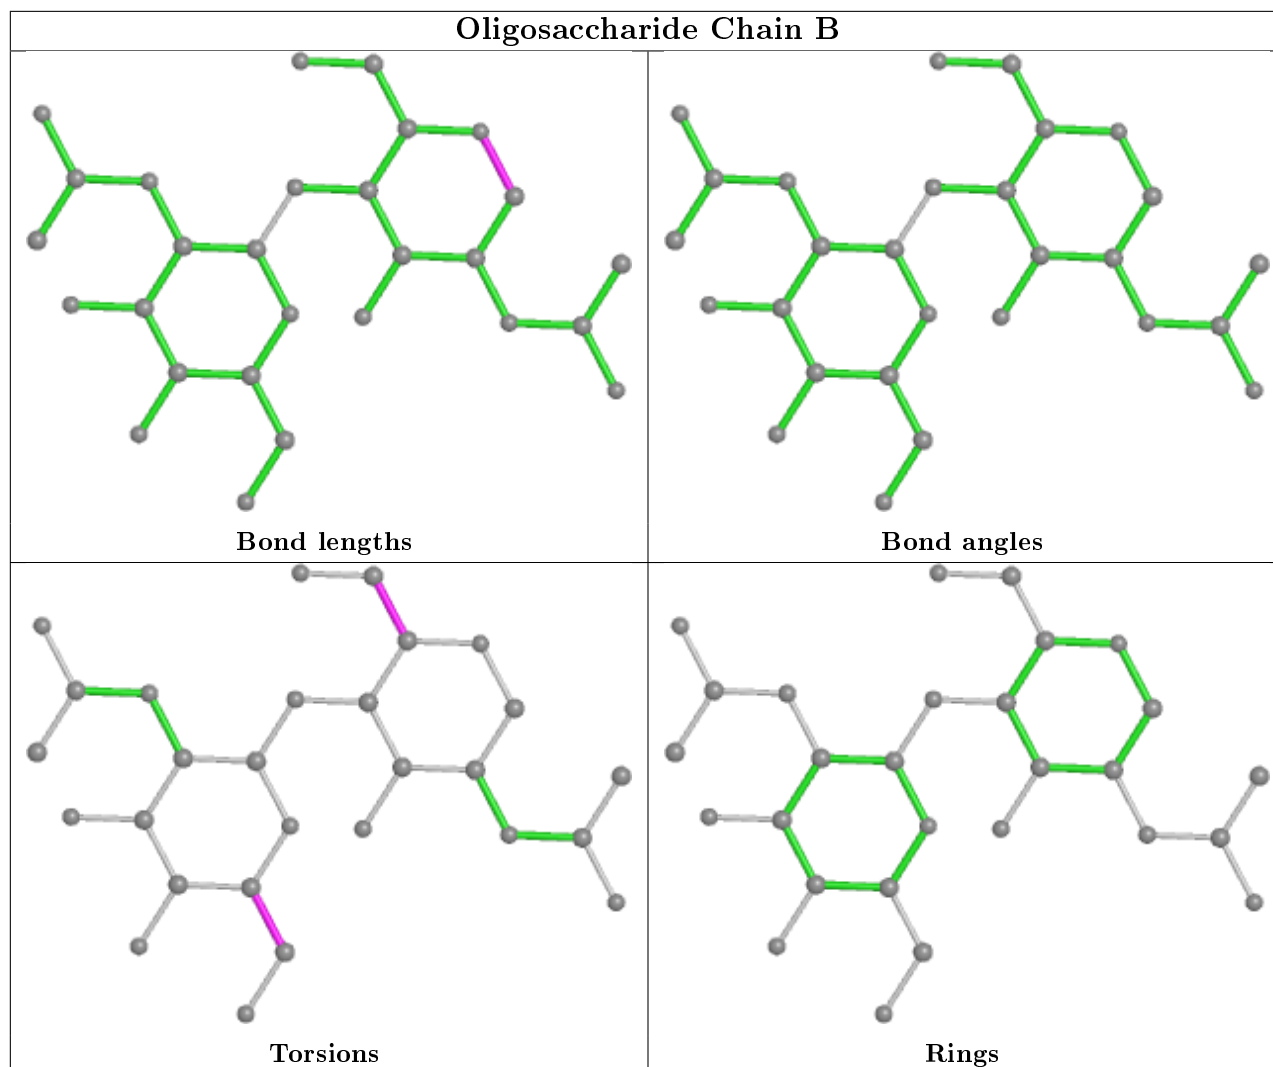 Oligosaccharide Chain B
Bond lengths
Bond angles
Torsions
Rings